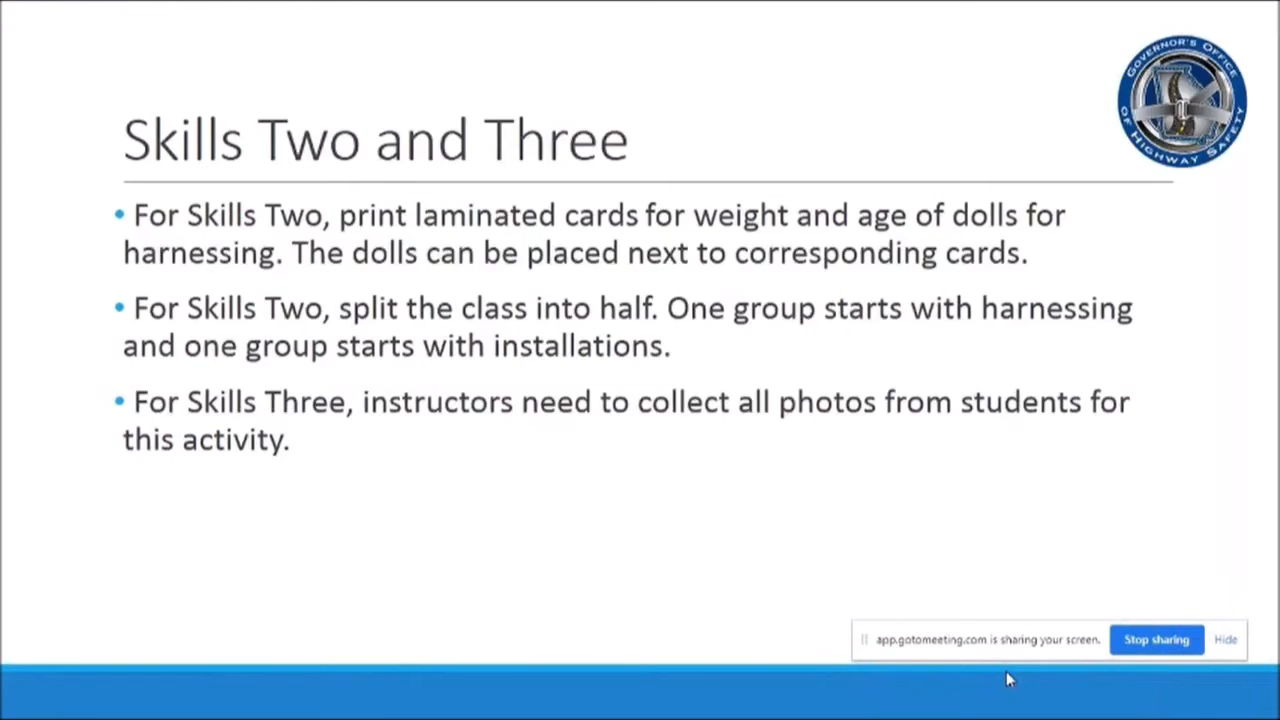 GOVERNOR'S OFFICE
OF HIGHWAY SAFETY
Skills Two and Three
• For Skills Two, print laminated cards for weight and age of dolls for
harnessing. The dolls can be placed next to corresponding cards.
• For Skills Two, split the class into half. One group starts with harnessing
and one group starts with installations.
• For Skills Three, instructors need to collect all photos from students for
this activity.
app.gotomeeting.com is sharing your screen. Stop sharing Hide